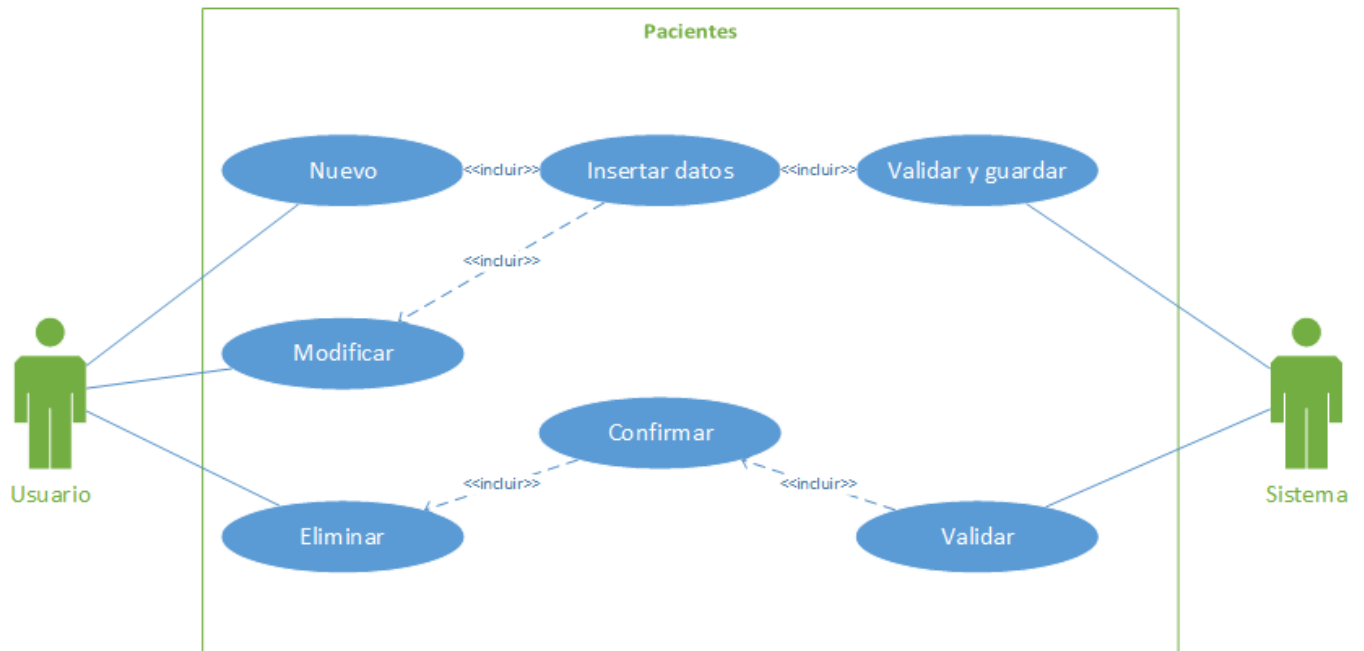 Pacientes
Nuevo
<<incluir>>
Insertar datos
<<incluir>>
Validar y guardar
<<incluir>>
Modificar
Confirmar
Usuario
<<incluir>>
<<incluir>>
Sistema
Eliminar
Validar